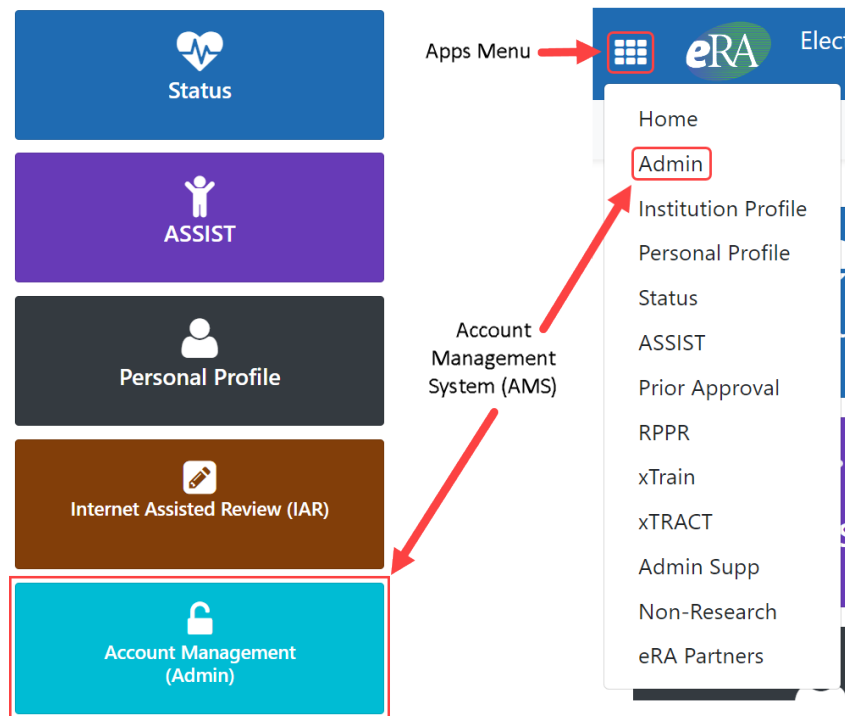 Status
ASSIST
Personal Profile
Internet Assisted Review (IAR)
Account Management
(Admin)
Apps Menu
Account
Management
System (AMS)
eRA
Elect
Home
Admin
Institution Profile
Personal Profile
Status
ASSIST
Prior Approval
RPPR
xTrain
xTRACT
Admin Supp
Non-Research
eRA Partners